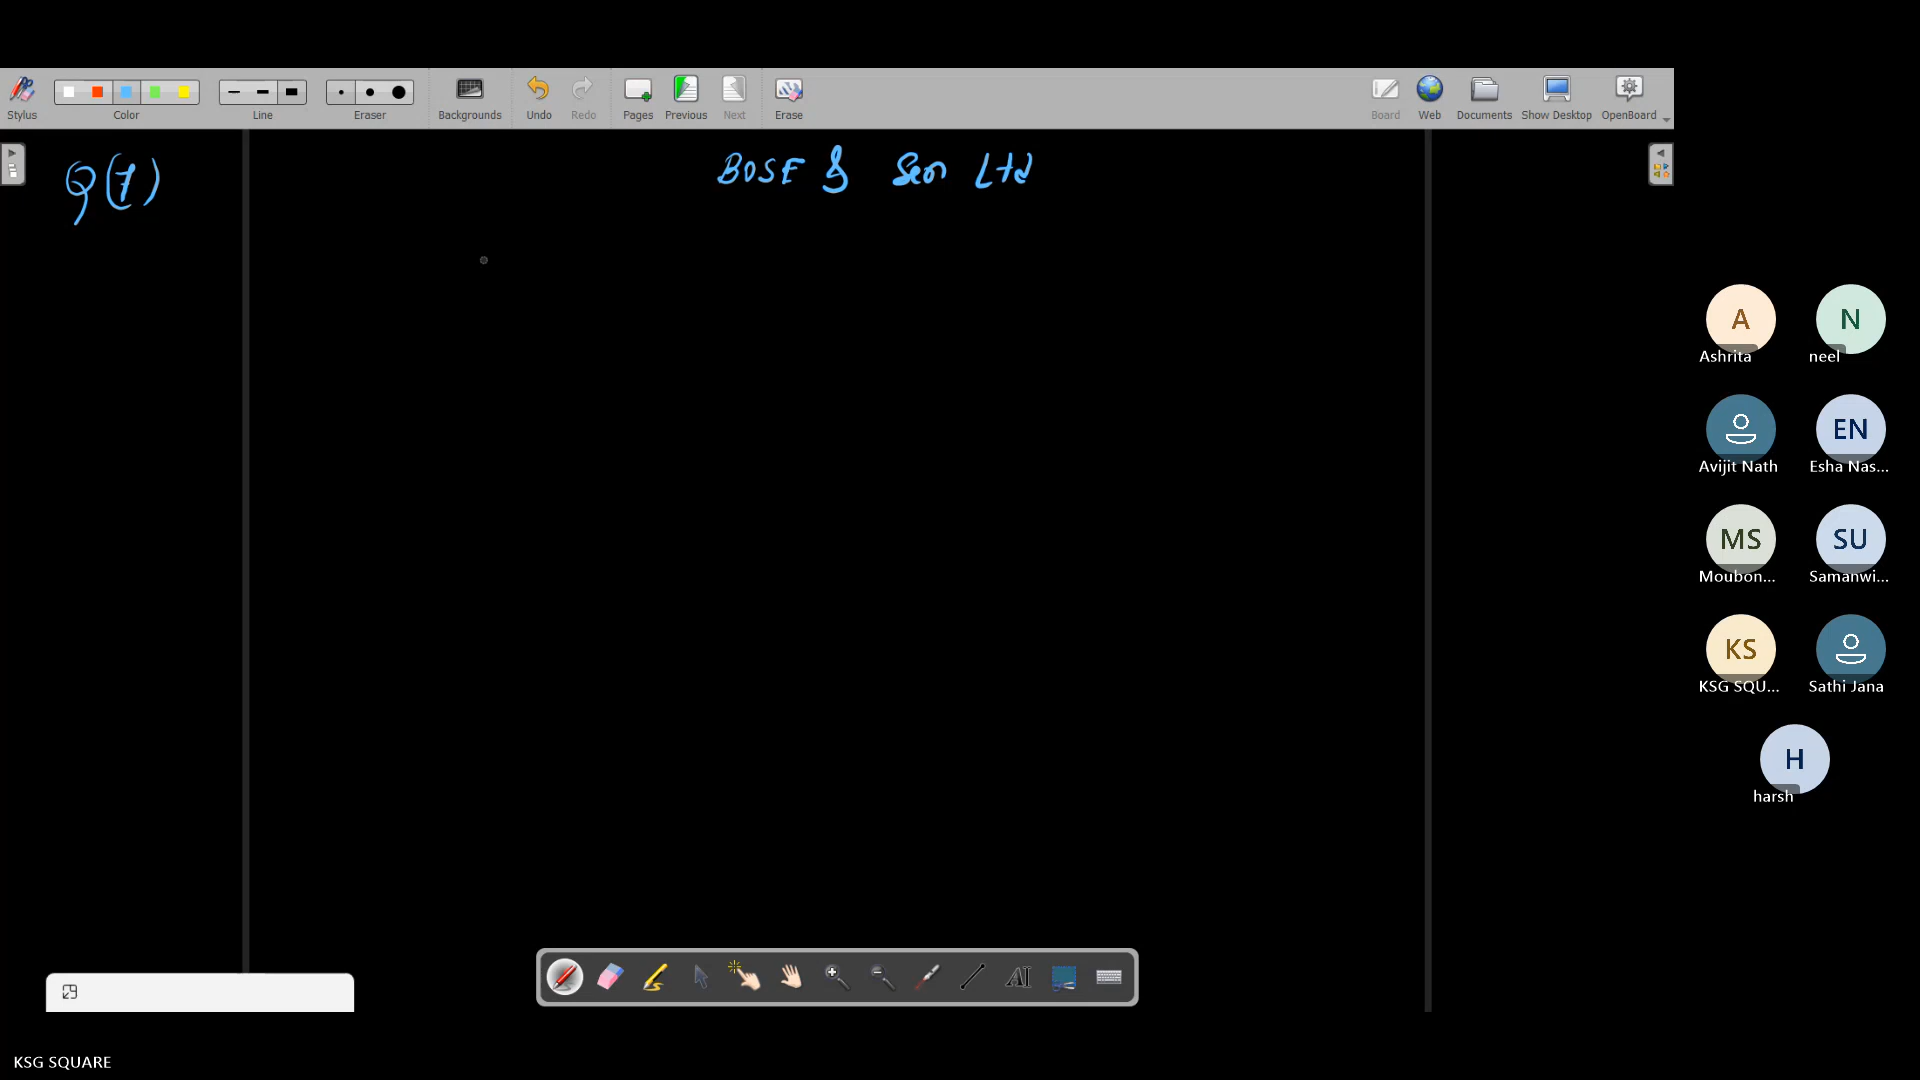 Stylus
Color
Line
Eraser
Backgrounds
Undo
Redo
Pages
Previous
Next
Erase
Board
Web
Documents
Show Desktop
OpenBoard
Q(7)
BOSE & Sen Ltd
A
Ashrita
N
neel
Avijit Nath
EN
Esha Nas...
MS
Moubon...
SU
Samanwi...
KS
KSG SQU...
Sathi Jana
H
harsh
AI
KSG SQUARE